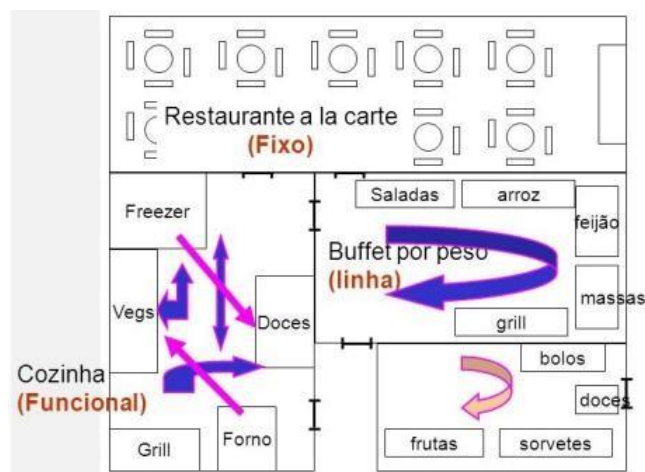 Restaurante a la carte
(Fixo)
Freezer
Saladas
arroz
feijão
Buffet por peso
(linha)
Vegs
Doces
massas
grill
Cozinha
(Funcional)
bolos
doces
Grill
Forno
frutas
sorvetes